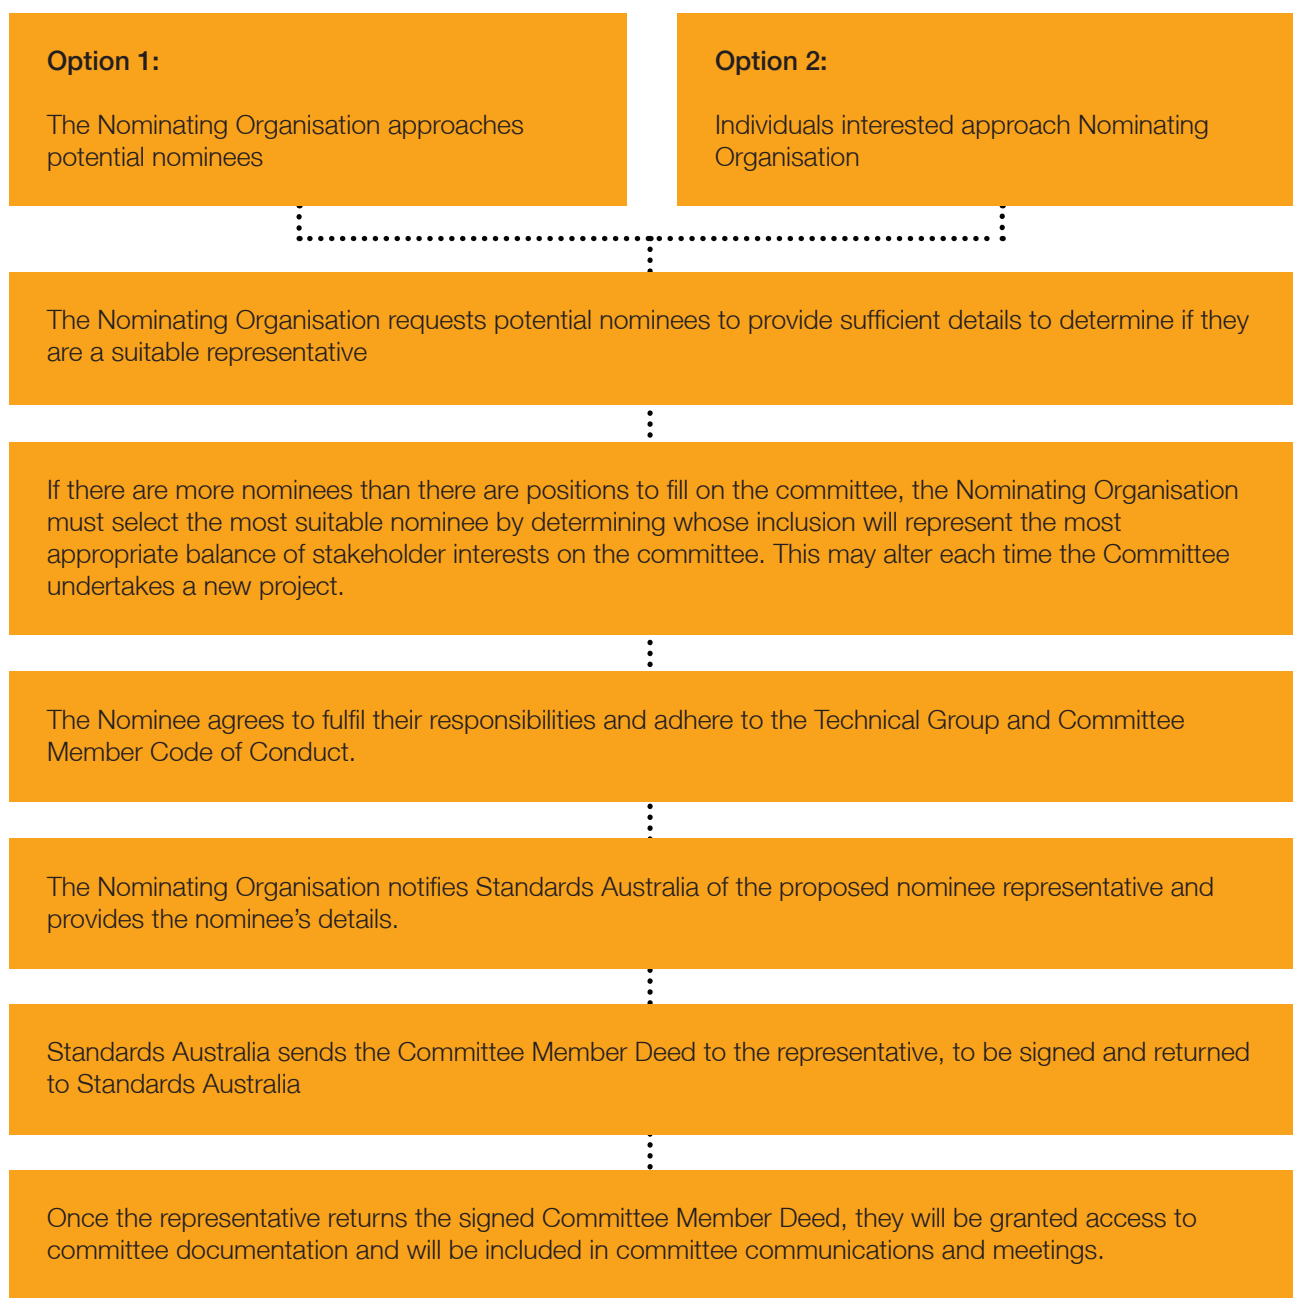 Option 1:
The Nominating Organisation approaches
potential nominees
Option 2:
Individuals interested approach Nominating
Organisation
The Nominating Organisation requests potential nominees to provide sufficient details to determine if they
are a suitable representative
If there are more nominees than there are positions to fill on the committee, the Nominating Organisation
must select the most suitable nominee by determining whose inclusion will represent the most
appropriate balance of stakeholder interests on the committee. This may alter each time the Committee
undertakes a new project.
The Nominee agrees to fulfil their responsibilities and adhere to the Technical Group and Committee
Member Code of Conduct.
The Nominating Organisation notifies Standards Australia of the proposed nominee representative and
provides the nominee’s details.
Standards Australia sends the Committee Member Deed to the representative, to be signed and returned
to Standards Australia
Once the representative returns the signed Committee Member Deed, they will be granted access to
committee documentation and will be included in committee communications and meetings.